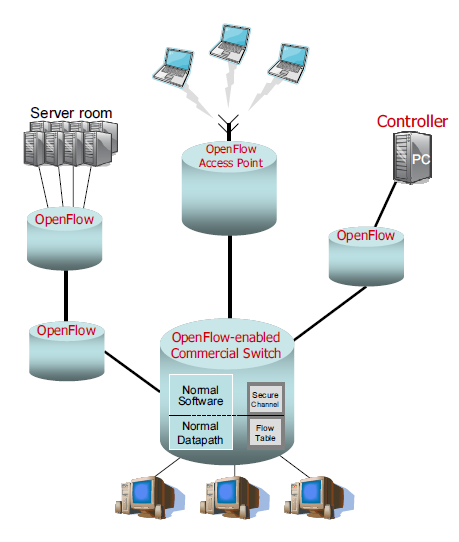 Server room
Controller
PC
OpenFlow
Access Point
OpenFlow
OpenFlow
OpenFlow
OpenFlow-enabled
Commercial Switch
Normal
Software
Secure
Channel
Normal
Datapath
Flow
Table